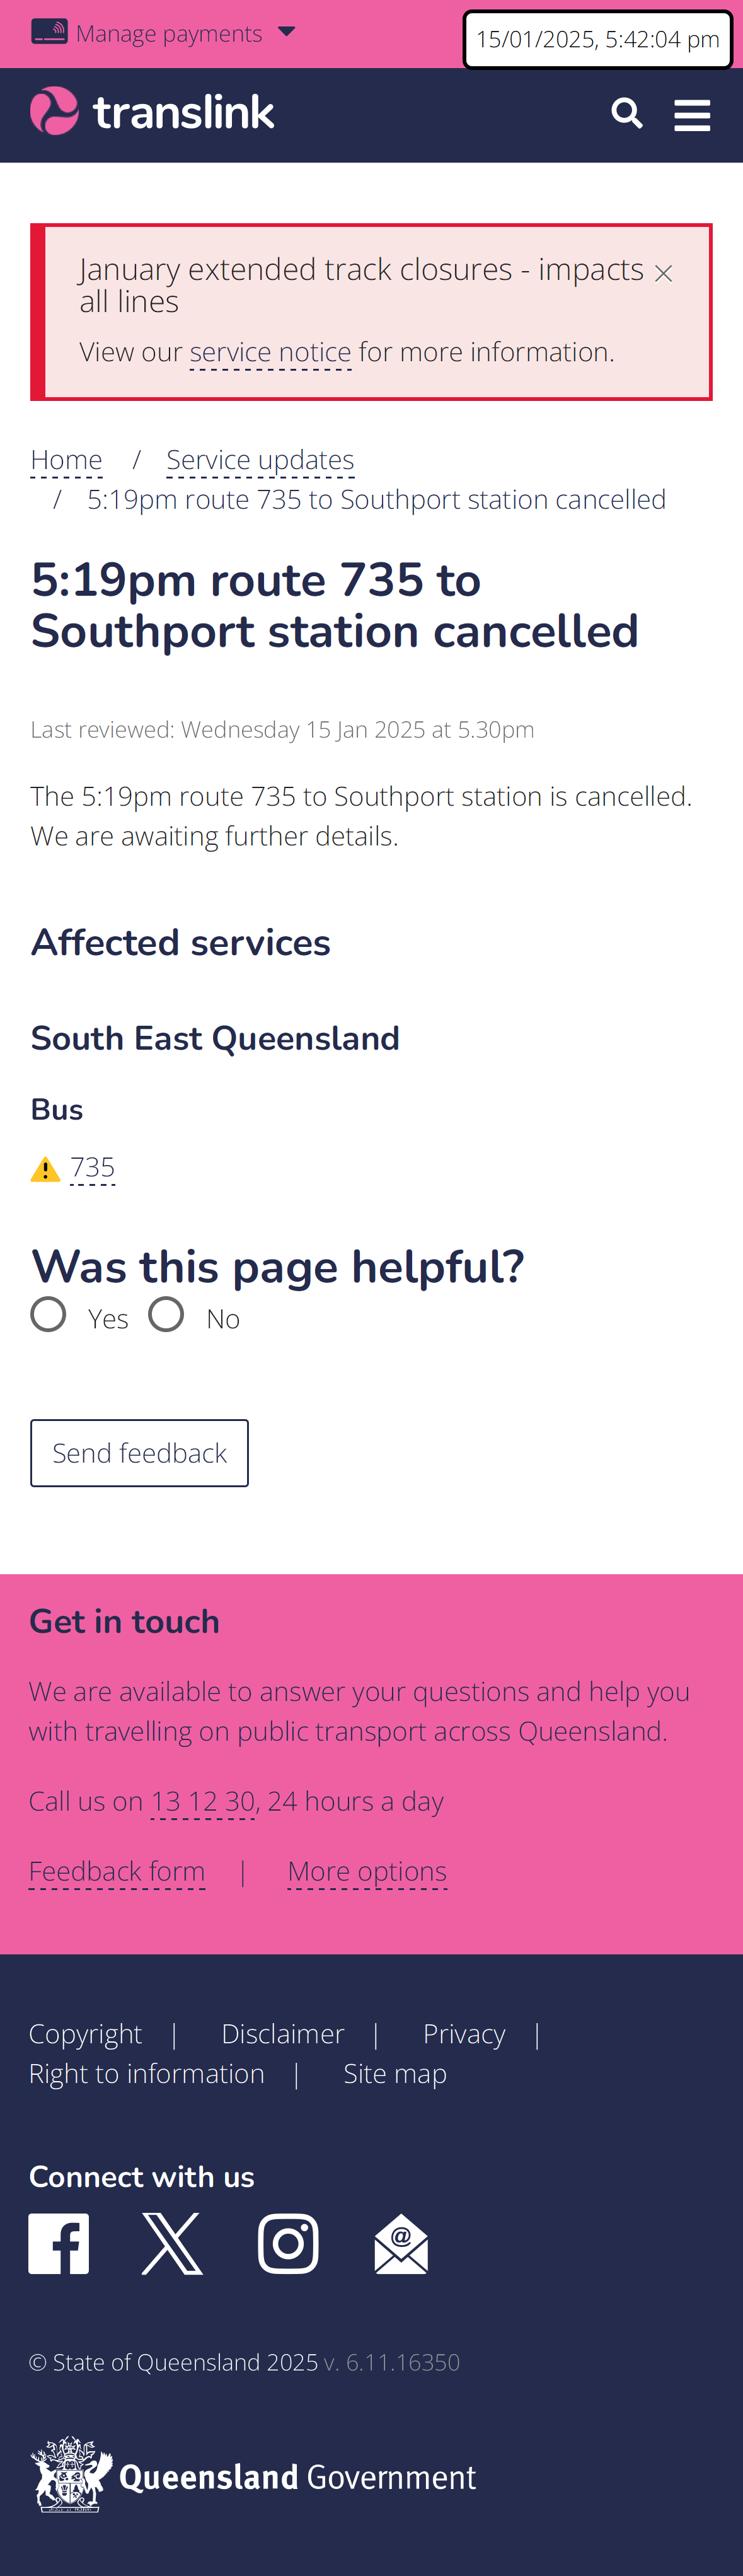 Manage payments
15/01/2025, 5:42:04 pm
translink
January extended track closures - impacts
all lines
View our service notice for more information.
Home / Service updates
/ 5:19pm route 735 to Southport station cancelled
5:19pm route 735 to
Southport station cancelled
Last reviewed: Wednesday 15 Jan 2025 at 5.30pm
The 5:19pm route 735 to Southport station is cancelled.
We are awaiting further details.
Affected services
South East Queensland
Bus
735
Was this page helpful?
Yes No
Send feedback
Get in touch
We are available to answer your questions and help you
with travelling on public transport across Queensland.
Call us on 13 12 30, 24 hours a day
Feedback form | More options
Copyright | Disclaimer | Privacy |
Right to information | Site map
Connect with us
© State of Queensland 2025 v. 6.11.16350
Queensland Government